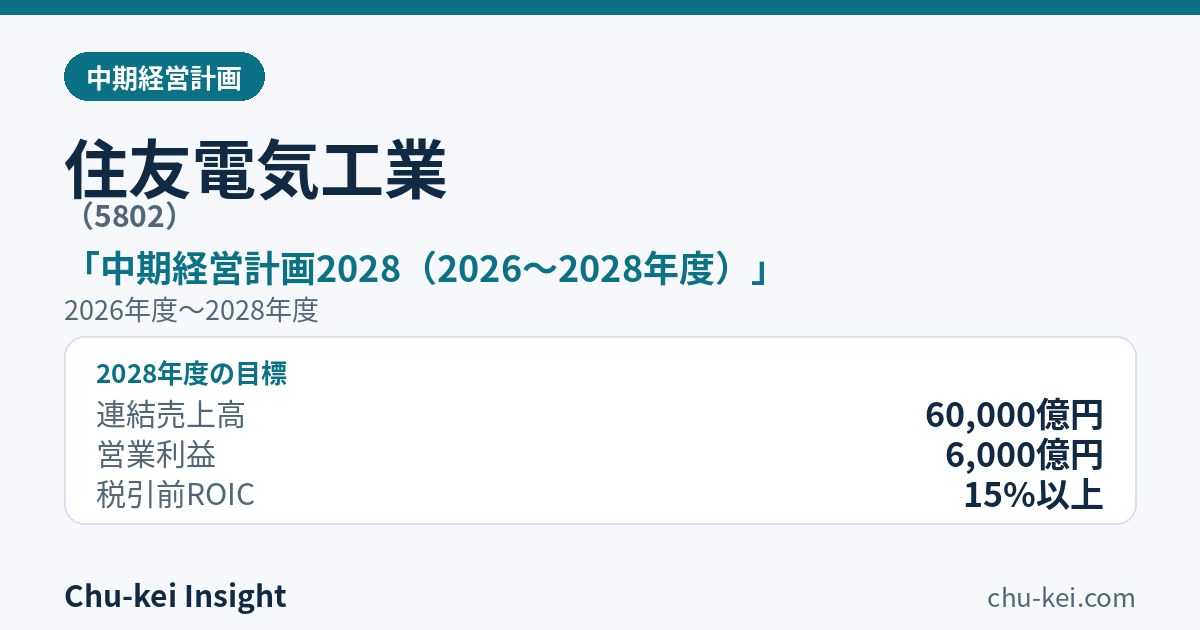 中期経営計画
住友電気工業
（5802）
「中期経営計画2028（2026～2028年度）」
2026年度～2028年度
2028年度の目標
連結売上高 60,000億円
営業利益 6,000億円
税引前ROIC 15%以上
Chu-kei Insight chu-kei.com